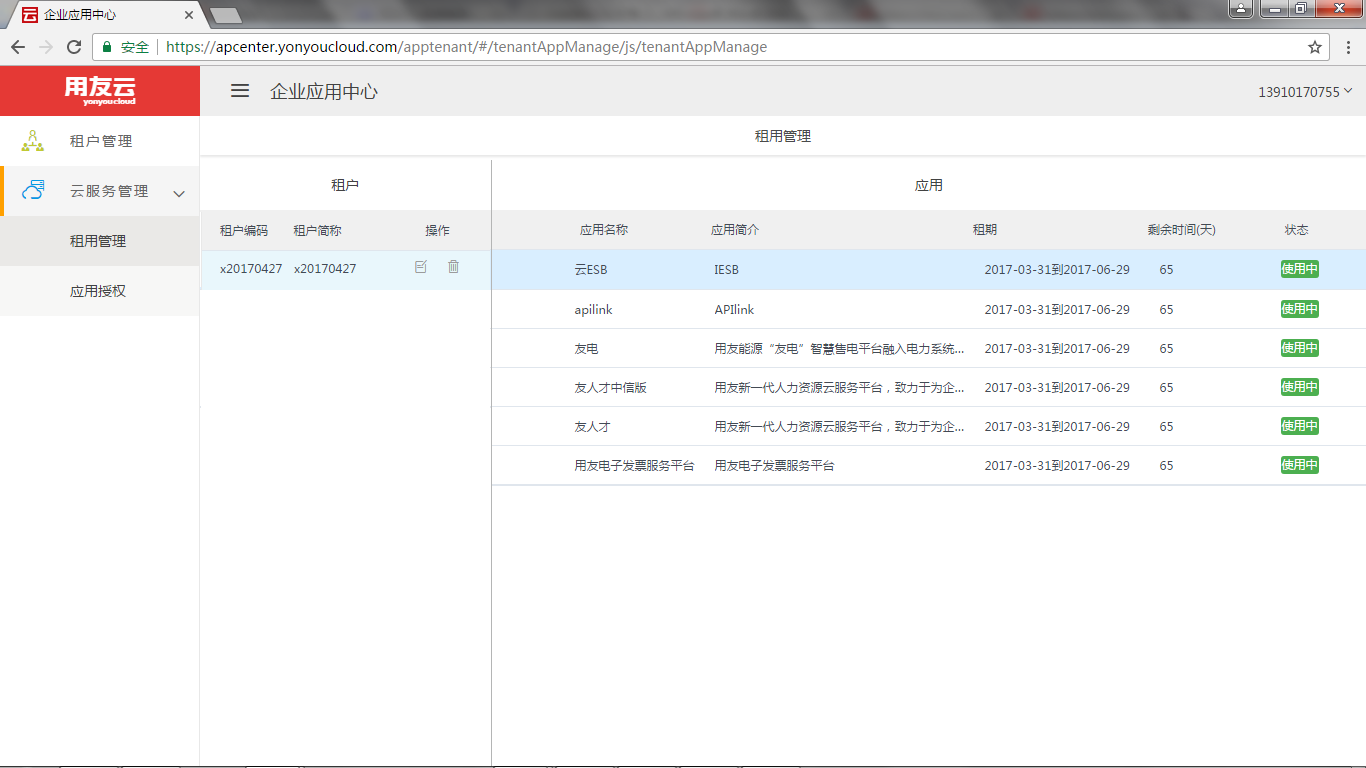 企业应用中心
安全 https://apcenter.yonyoucloud.com/apptenant/#/tenantAppManage/js/tenantAppManage
用友云
yonyoucloud
企业应用中心
13910170755
租户管理
云服务管理
租用管理
应用授权
租用管理
租户
租户编码 租户简称 操作
x20170427 x20170427
应用
应用名称 应用简介 租期 剩余时间(天) 状态
云ESB IESB 2017-03-31到2017-06-29 65 使用中
apilink APIlink 2017-03-31到2017-06-29 65 使用中
友电 用友能源“友电”智慧售电平台融入电力系统... 2017-03-31到2017-06-29 65 使用中
友人才中信版 用友新一代人力资源云服务平台，致力于为企... 2017-03-31到2017-06-29 65 使用中
友人才 用友新一代人力资源云服务平台，致力于为企... 2017-03-31到2017-06-29 65 使用中
用友电子发票服务平台 用友电子发票服务平台 2017-03-31到2017-06-29 65 使用中